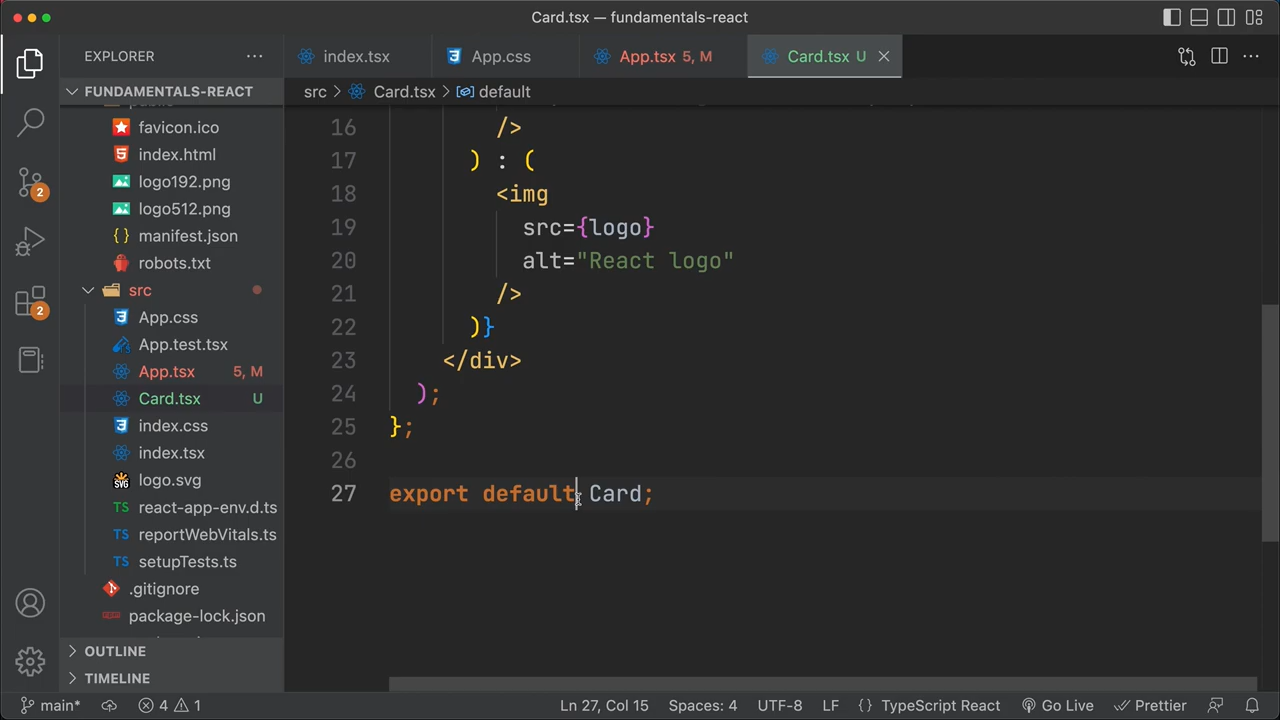 Card.tsx — fundamentals-react
EXPLORER
index.tsx
App.css
App.tsx 5, M
Card.tsx U
FUNDAMENTALS-REACT
src > Card.tsx > default
favicon.ico
index.html
logo192.png
logo512.png
manifest.json
robots.txt
src
App.css
App.test.tsx
App.tsx 5, M
Card.tsx U
index.css
index.tsx
logo.svg
react-app-env.d.ts
reportWebVitals.ts
setupTests.ts
.gitignore
package-lock.json
OUTLINE
TIMELINE
16 />
17 ) : (
18 <img
19 src={logo}
20 alt="React logo"
21 />
22 )}
23 </div>
24 );
25 };
26
27 export default Card;
2
2
main* 4 1 Ln 27, Col 15 Spaces: 4 UTF-8 LF { } TypeScript React Go Live Prettier